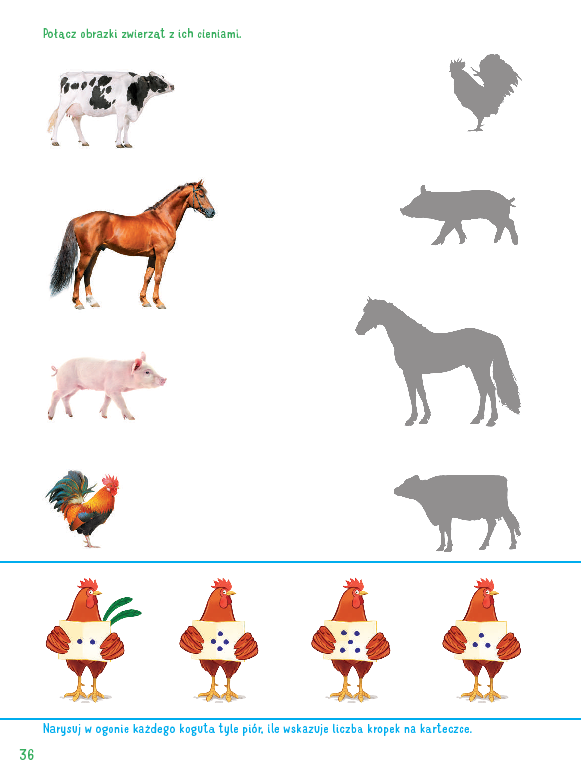 Połącz obrazki zwierząt z ich cieniami.
Narysuj w ogonie każdego koguta tyle piór, ile wskazuje liczba kropek na karteczce.
36